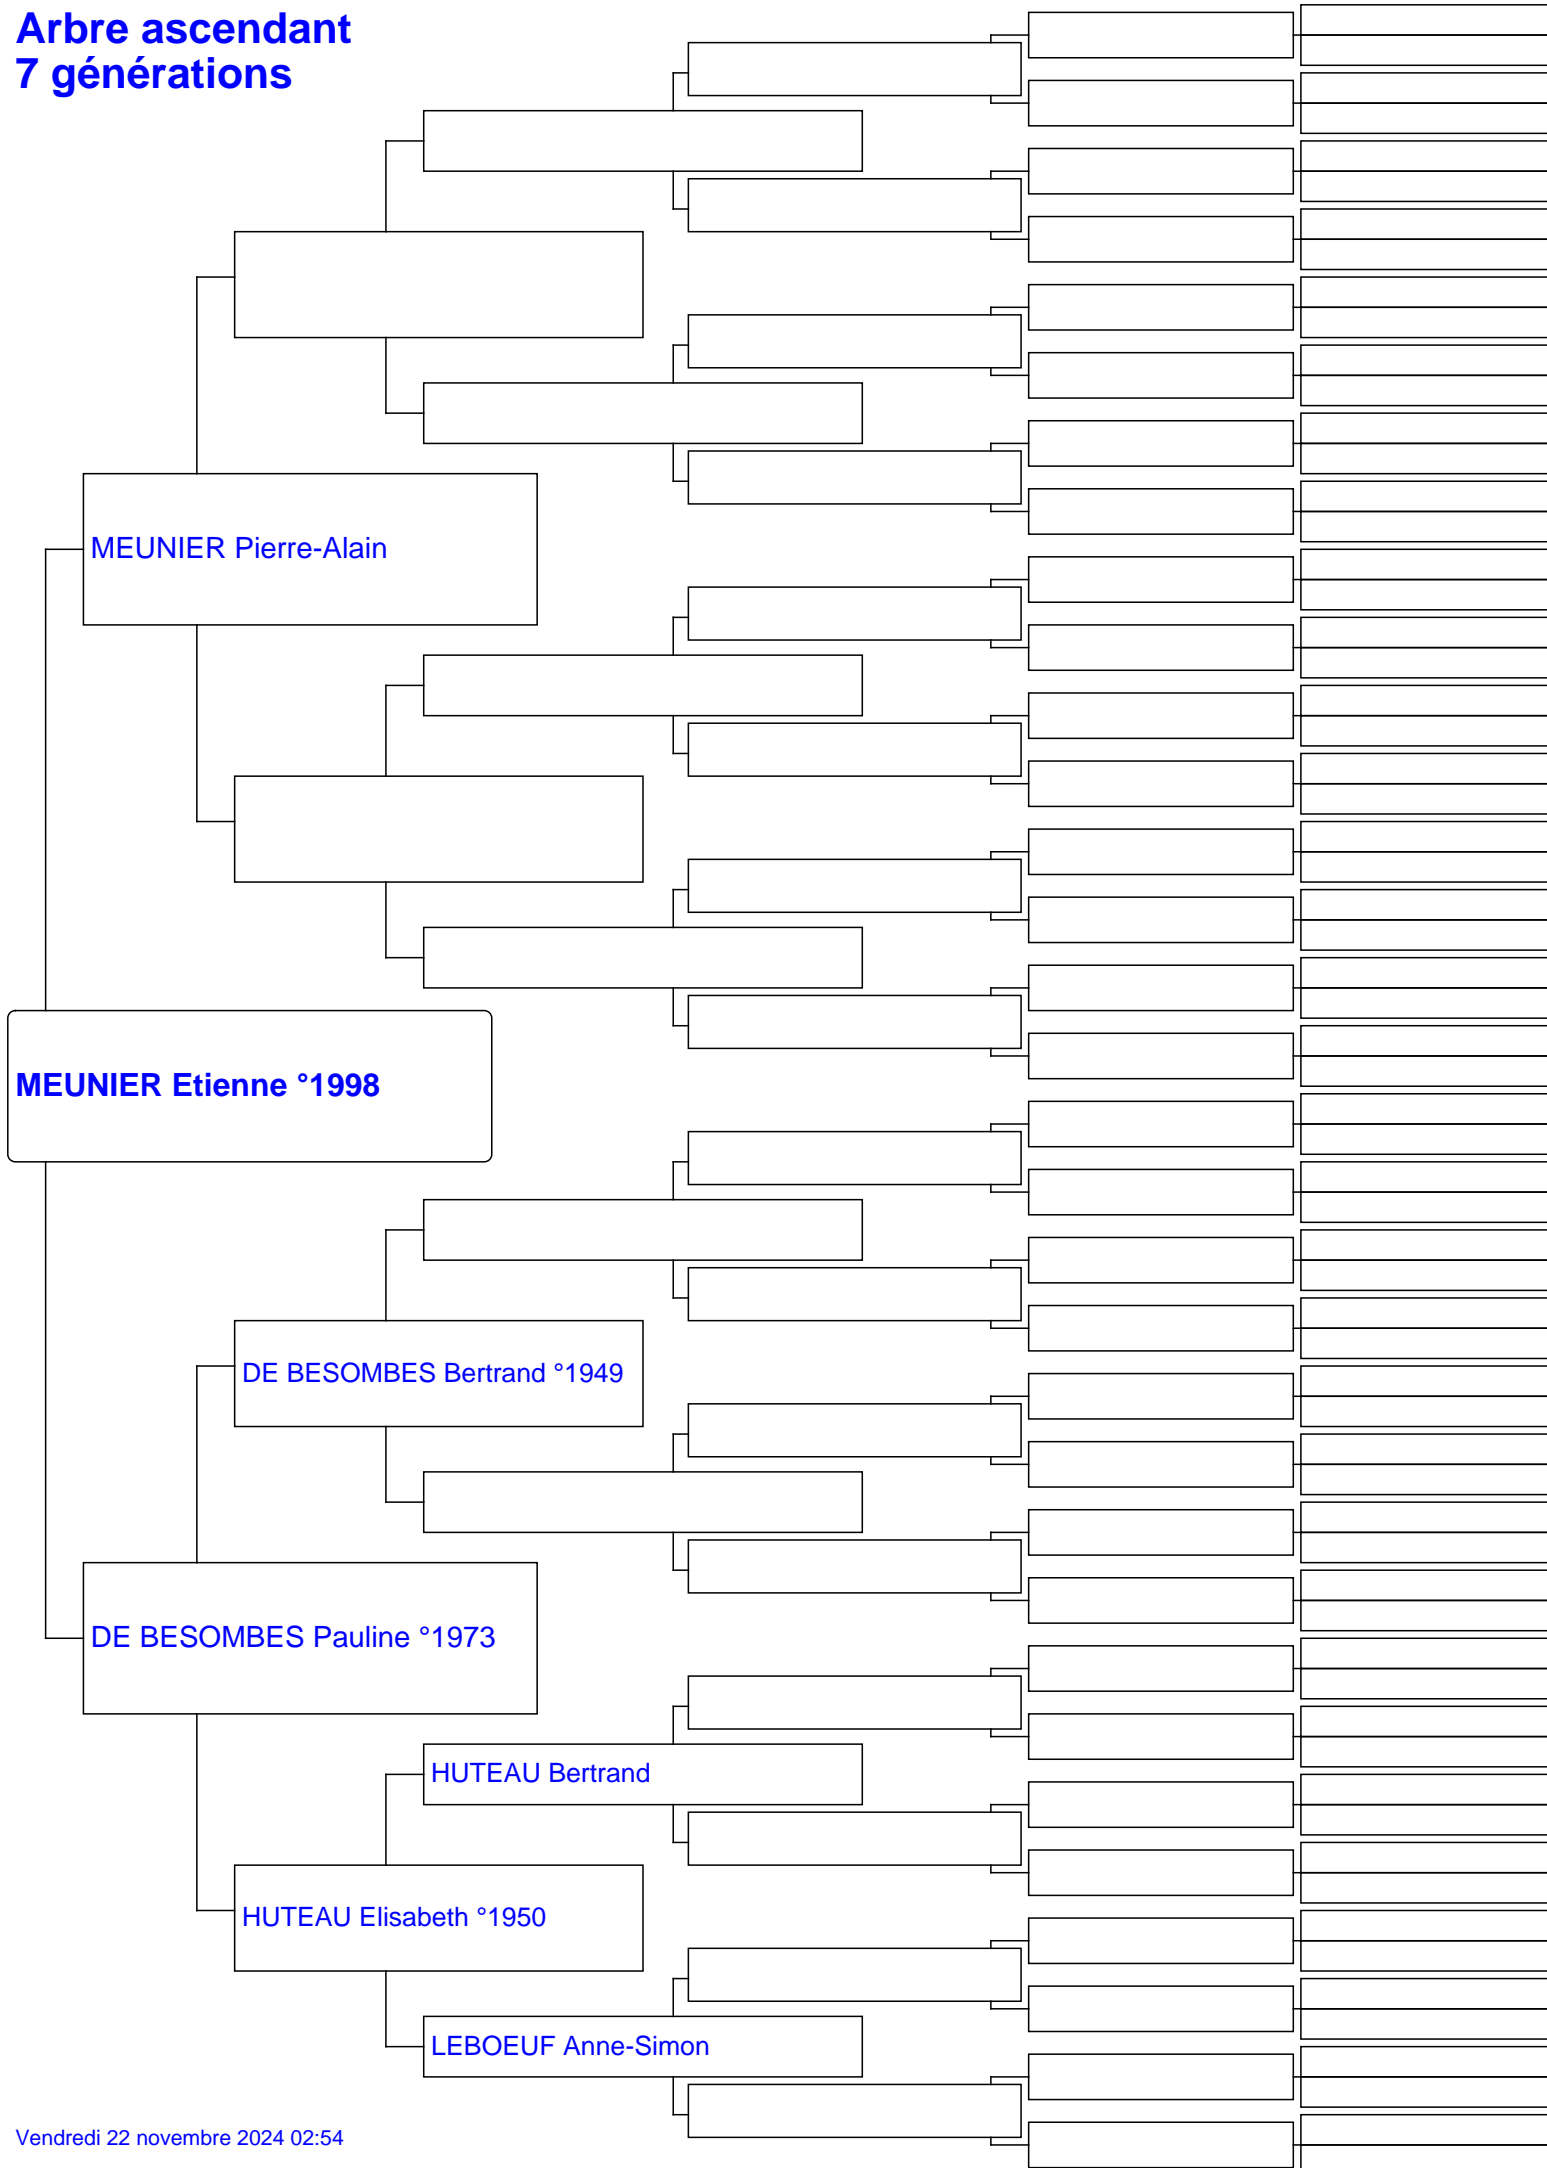 Arbre ascendant
7 générations
MEUNIER Pierre-Alain
MEUNIER Etienne °1998
DE BESOMBES Bertrand °1949
DE BESOMBES Pauline °1973
HUTEAU Bertrand
HUTEAU Elisabeth °1950
LEBOEUF Anne-Simon
Vendredi 22 novembre 2024 02:54